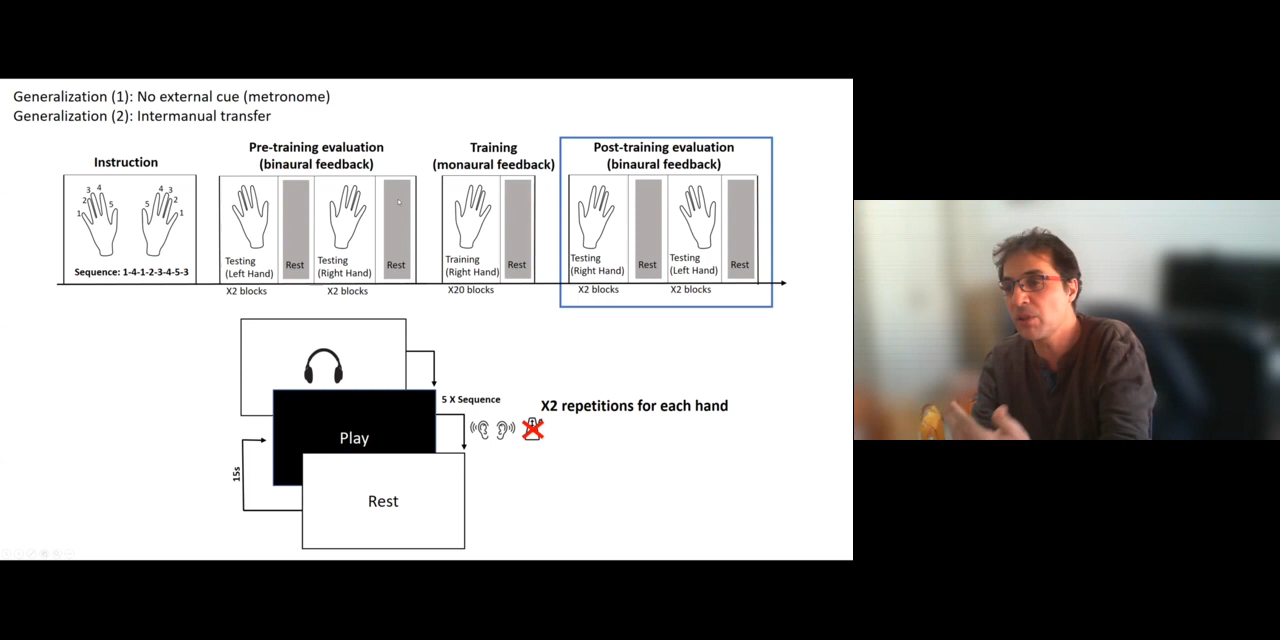 Generalization (1): No external cue (metronome)
Generalization (2): Intermanual transfer
Instruction
3 4
2
1
5
4 3
5
2
1
Sequence: 1-4-1-2-3-4-5-3
Pre-training evaluation
(binaural feedback)
Testing
(Left Hand)
Rest
Testing
(Right Hand)
Rest
X2 blocks
X2 blocks
Training
(monaural feedback)
Training
(Right Hand)
Rest
X20 blocks
Post-training evaluation
(binaural feedback)
Testing
(Right Hand)
Rest
Testing
(Left Hand)
Rest
X2 blocks
X2 blocks
5 X Sequence
X2 repetitions for each hand
Play
15s
Rest